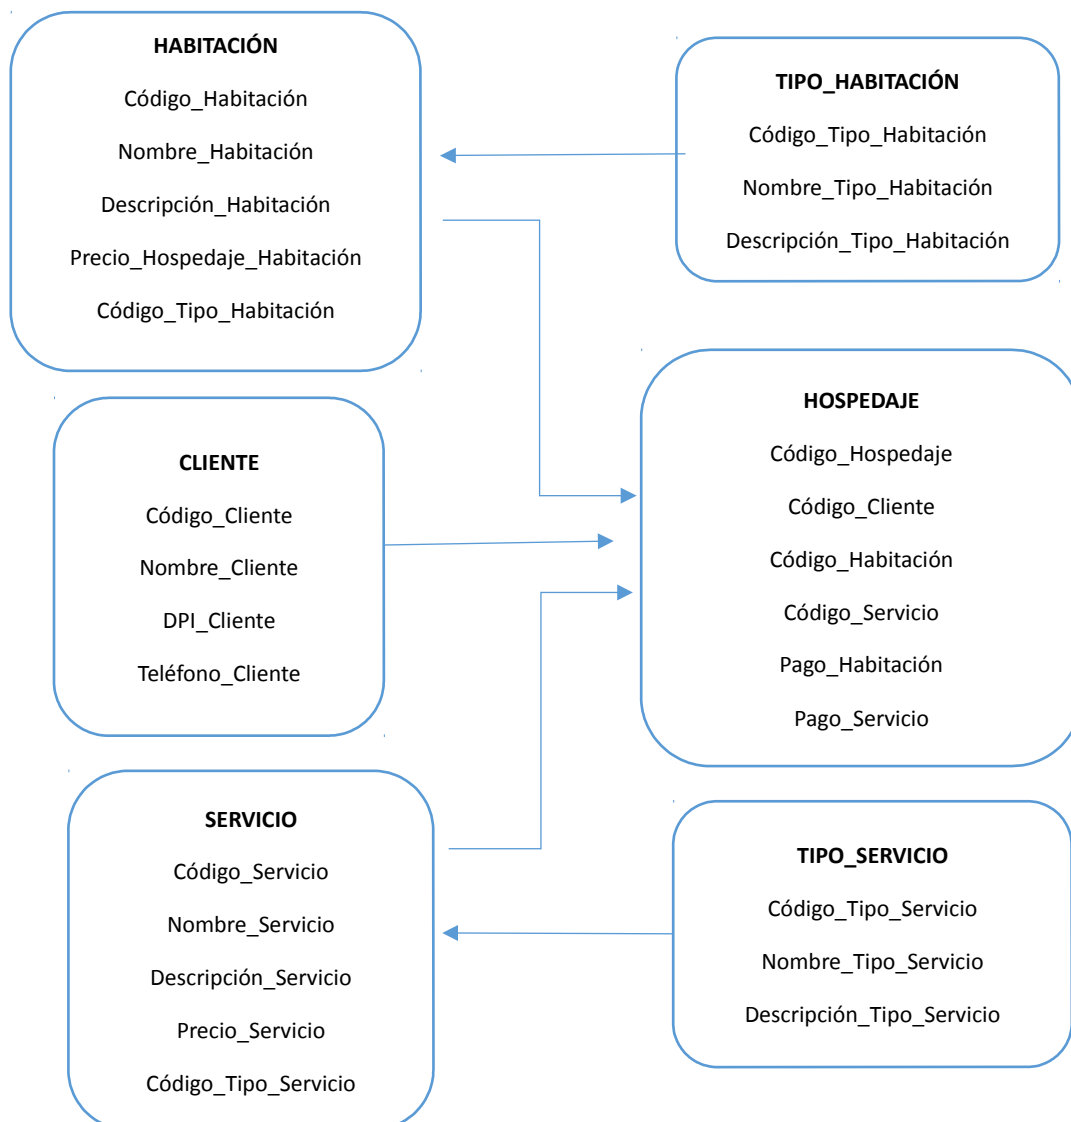 HABITACIÓN
Código_Habitación
Nombre_Habitación
Descripción_Habitación
Precio_Hospedaje_Habitación
Código_Tipo_Habitación
TIPO_HABITACIÓN
Código_Tipo_Habitación
Nombre_Tipo_Habitación
Descripción_Tipo_Habitación
CLIENTE
Código_Cliente
Nombre_Cliente
DPI_Cliente
Teléfono_Cliente
HOSPEDAJE
Código_Hospedaje
Código_Cliente
Código_Habitación
Código_Servicio
Pago_Habitación
Pago_Servicio
SERVICIO
Código_Servicio
Nombre_Servicio
Descripción_Servicio
Precio_Servicio
Código_Tipo_Servicio
TIPO_SERVICIO
Código_Tipo_Servicio
Nombre_Tipo_Servicio
Descripción_Tipo_Servicio